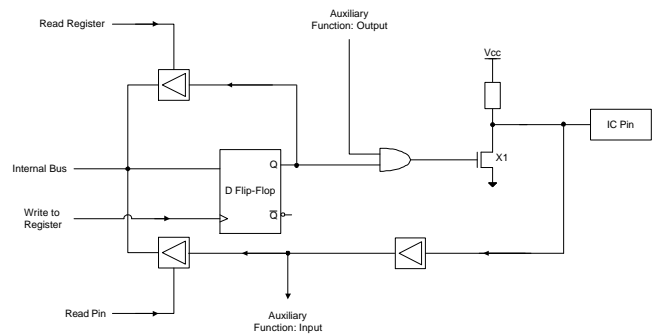 Auxiliary
Function: Output
Read Register
Vcc
IC Pin
X1
Internal Bus
Q
D Flip-Flop
Q
Write to
Register
Read Pin
Auxiliary
Function: Input